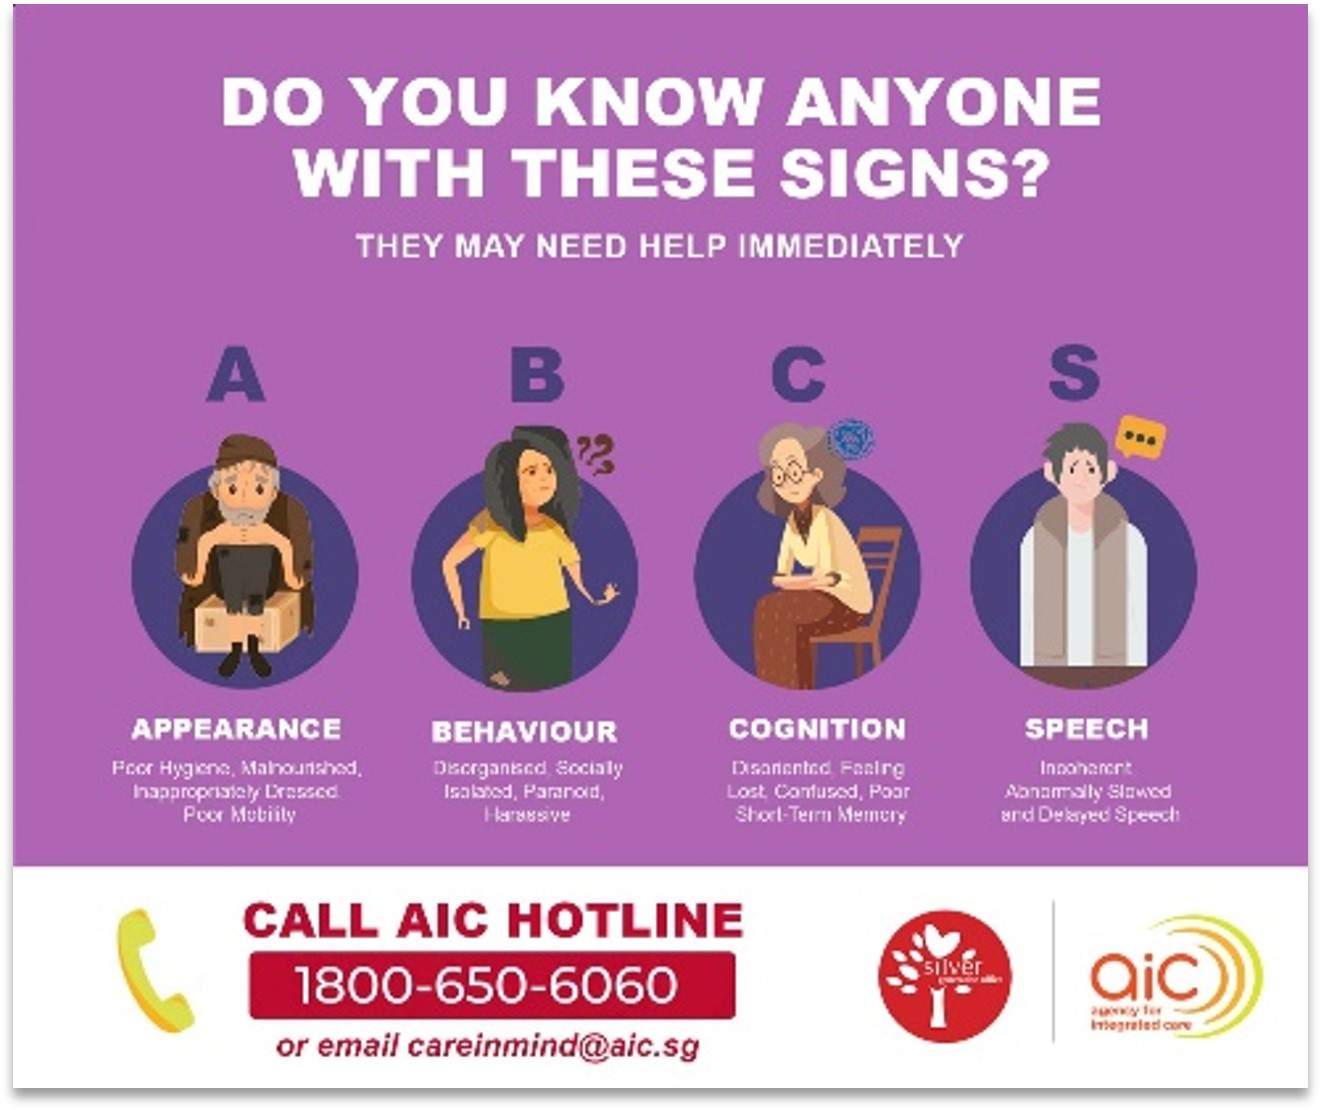 DO YOU KNOW ANYONE
WITH THESE SIGNS?
THEY MAY NEED HELP IMMEDIATELY
A
B
C
S
APPEARANCE
Poor Hygiene, Malnourished,
Inappropriately Dressed,
Poor Mobility
BEHAVIOUR
Disorganised, Socially
Isolated, Paranoid,
Harassive
COGNITION
Disoriented, Feeling
Lost, Confused, Poor
Short-Term Memory
SPEECH
Incoherent,
Abnormally Slowed
and Delayed Speech
CALL AIC HOTLINE
1800-650-6060
or email careinmind@aic.sg
silver
aic
agency for
integrated care